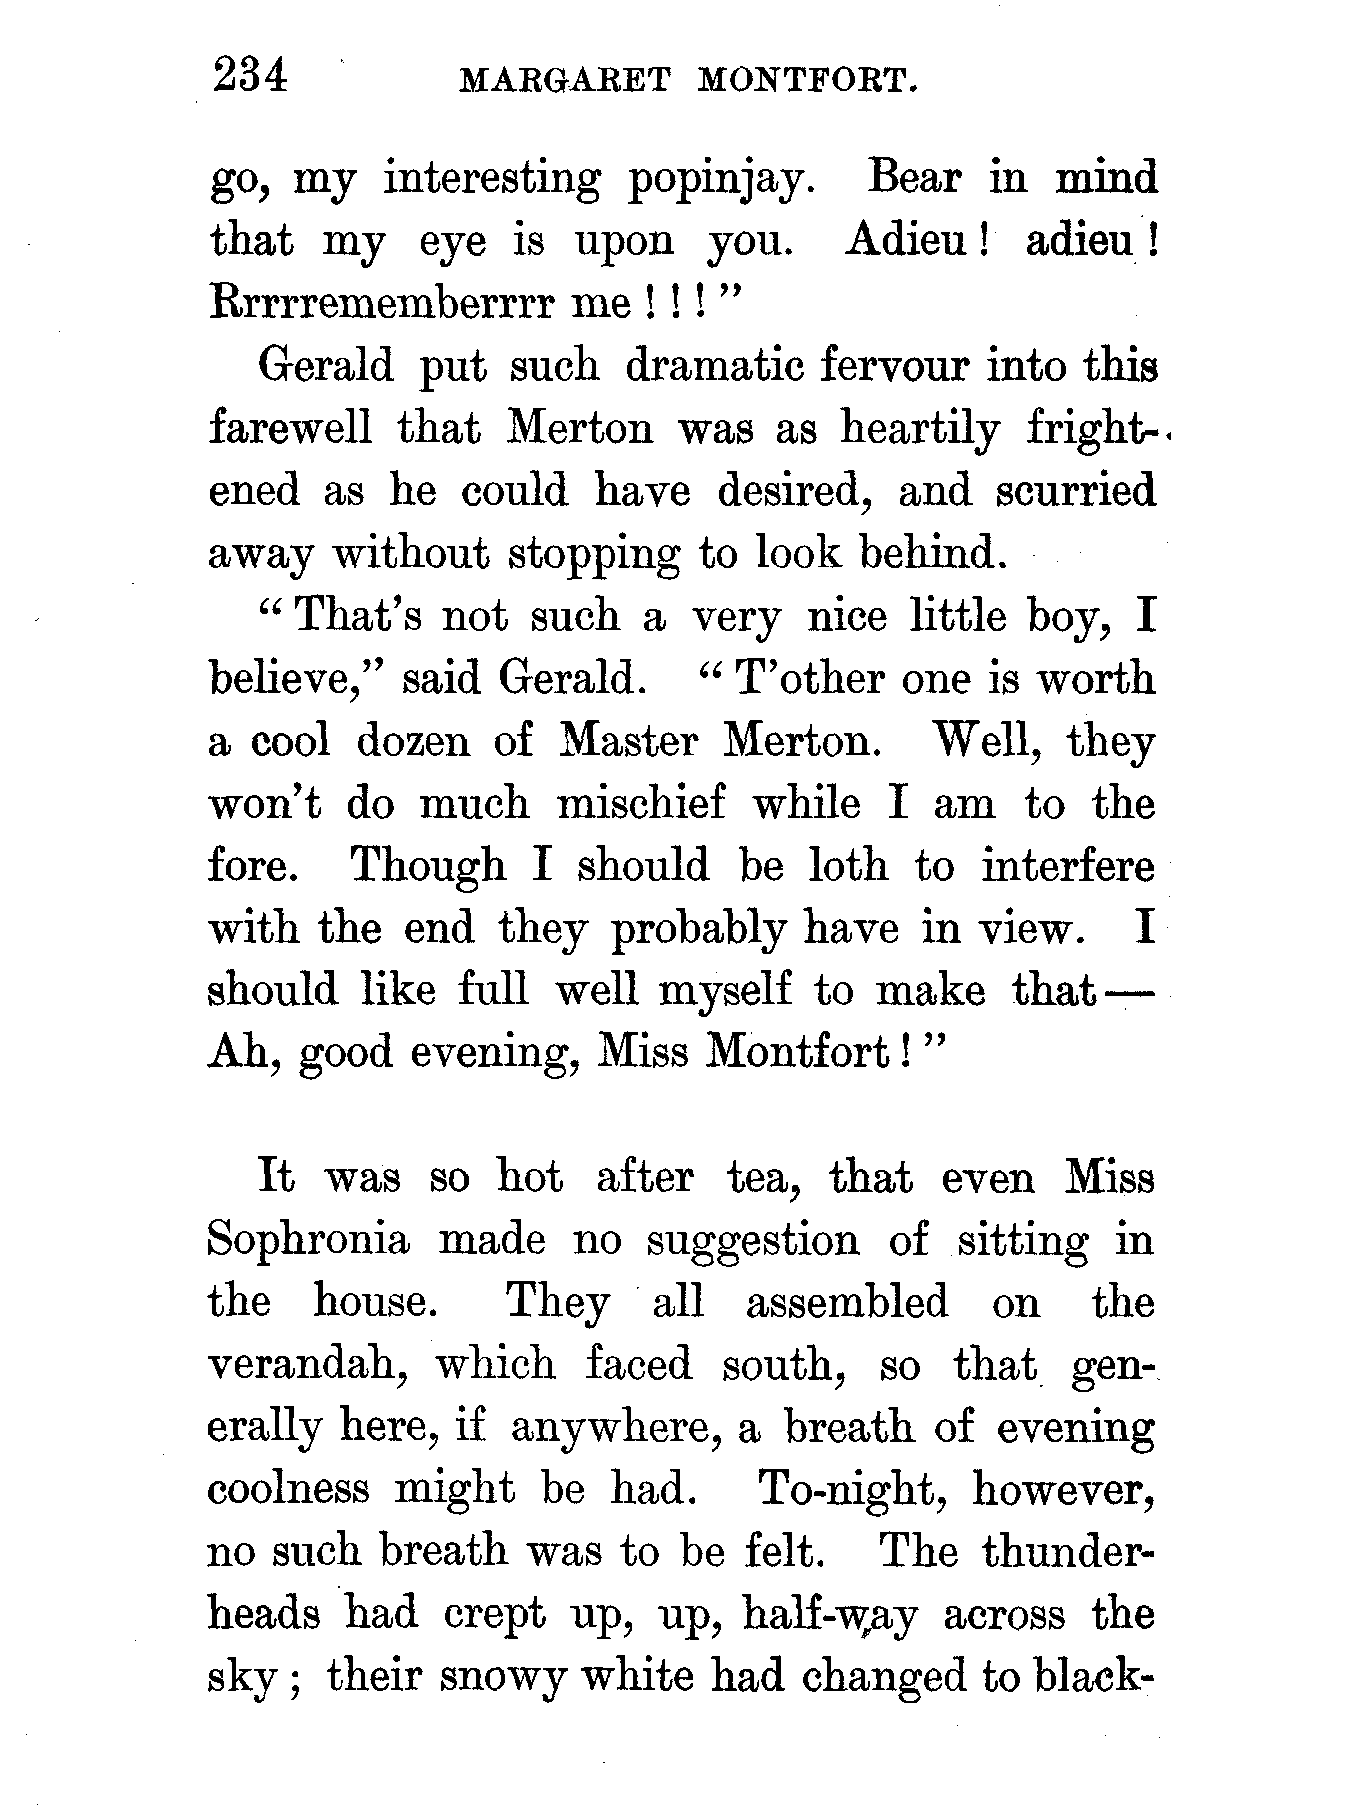 234 MARGARET MONTFORT.
go, my interesting popinjay. Bear in mind
that my eye is upon you. Adieu! adieu!
Rrrrrememberrrr me!!!"
Gerald put such dramatic fervour into this
farewell that Merton was as heartily fright-
ened as he could have desired, and scurried
away without stopping to look behind.
"That's not such a very nice little boy, I
believe," said Gerald. "T'other one is worth
a cool dozen of Master Merton. Well, they
won't do much mischief while I am to the
fore. Though I should be loth to interfere
with the end they probably have in view. I
should like full well myself to make that—
Ah, good evening, Miss Montfort!"
It was so hot after tea, that even Miss
Sophronia made no suggestion of sitting in
the house. They all assembled on the
verandah, which faced south, so that gen-
erally here, if anywhere, a breath of evening
coolness might be had. To-night, however,
no such breath was to be felt. The thunder-
heads had crept up, up, half-way across the
sky; their snowy white had changed to black-